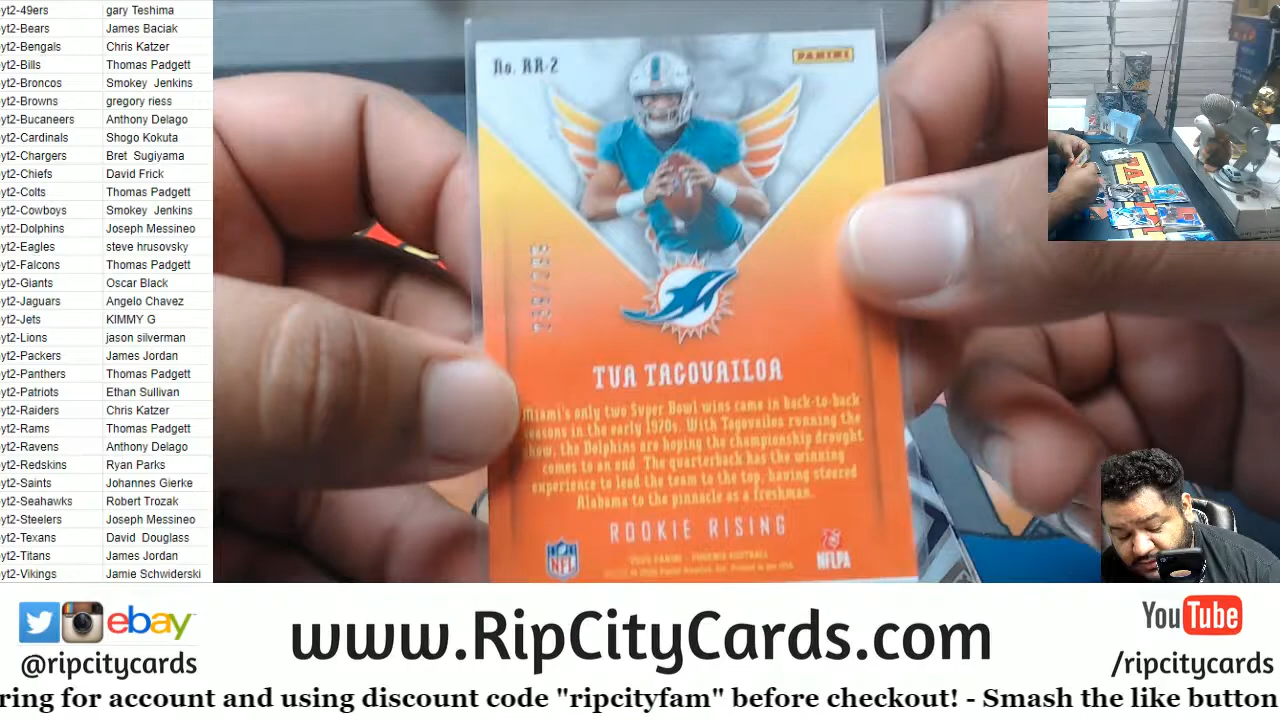 yt2-49ers gary Teshima
yt2-Bears James Baciak
yt2-Bengals Chris Katzer
yt2-Bills Thomas Padgett
yt2-Broncos Smokey Jenkins
yt2-Browns gregory riess
yt2-Bucaneers Anthony Delago
yt2-Cardinals Shogo Kokuta
yt2-Chargers Bret Sugiyama
yt2-Chiefs David Frick
yt2-Colts Thomas Padgett
yt2-Cowboys Smokey Jenkins
yt2-Dolphins Joseph Messineo
yt2-Eagles steve hrusovsky
yt2-Falcons Thomas Padgett
yt2-Giants Oscar Black
yt2-Jaguars Angelo Chavez
yt2-Jets KIMMY G
yt2-Lions jason silverman
yt2-Packers James Jordan
yt2-Panthers Thomas Padgett
yt2-Patriots Ethan Sullivan
yt2-Raiders Chris Katzer
yt2-Rams Thomas Padgett
yt2-Ravens Anthony Delago
yt2-Redskins Ryan Parks
yt2-Saints Johannes Gierke
yt2-Seahawks Robert Trozak
yt2-Steelers Joseph Messineo
yt2-Texans David Douglass
yt2-Titans James Jordan
yt2-Vikings Jamie Schwiderski
No. RR-2
PANINI
TUA TAGOVAILOA
Miami's only two Super Bowl wins came in back-to-back
seasons in the early 1970s. With Tagovailoa running the
show, the Dolphins are hoping the championship drought
comes to an end. The quarterback has the winning
experience to lead the team to the top, having steered
Alabama to the pinnacle as a freshman.
ROOKIE RISING
NFL
NFLPA
2020 PANINI - PHOENIX FOOTBALL
ebay
@ripcitycards
www.RipCityCards.com
YouTube
/ripcitycards
ring for account and using discount code "ripcityfam" before checkout! - Smash the like button